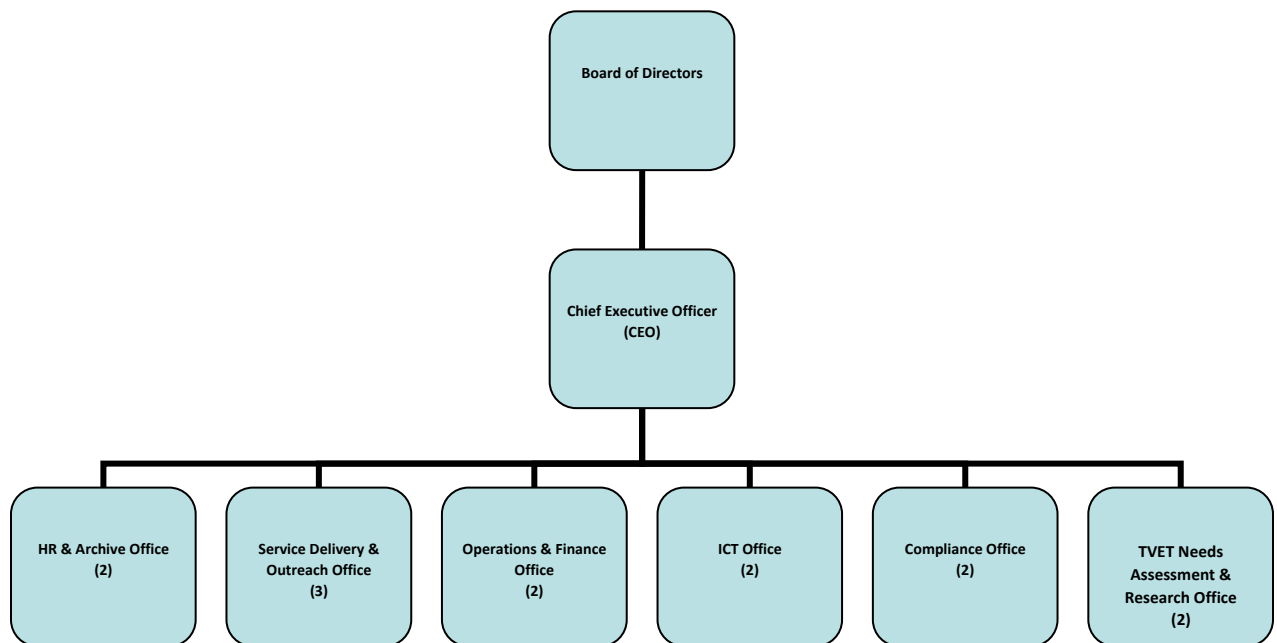 Board of Directors
Chief Executive Officer
(CEO)
HR & Archive Office
(2)
Service Delivery &
Outreach Office
(3)
Operations & Finance
Office
(2)
ICT Office
(2)
Compliance Office
(2)
TVET Needs
Assessment &
Research Office
(2)